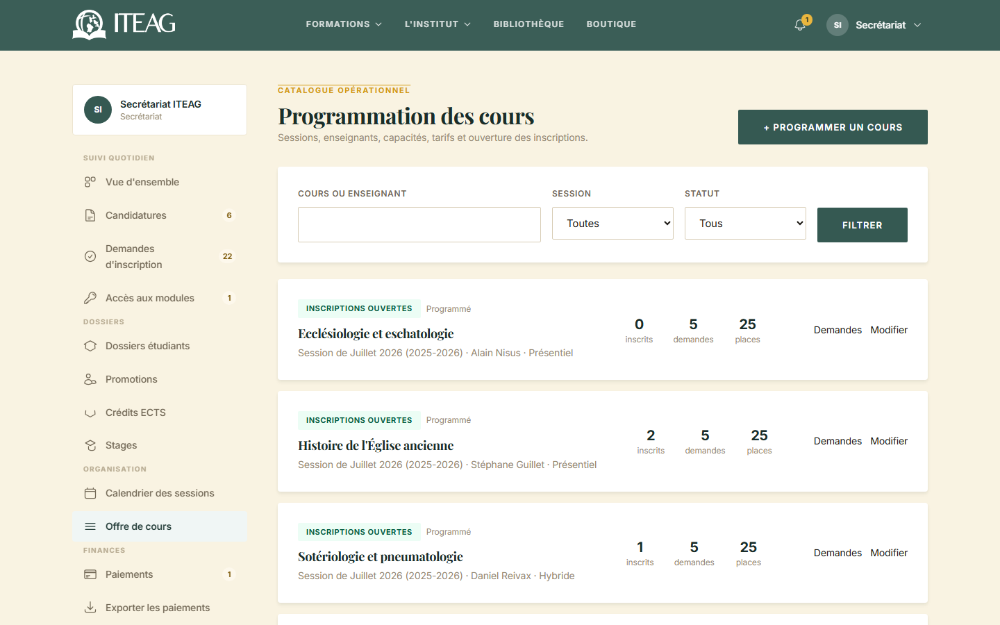 ITEAG
FORMATIONS
L'INSTITUT
BIBLIOTHÈQUE
BOUTIQUE
1
SI
Secrétariat
SI
Secrétariat ITEAG
Secrétariat
SUIVI QUOTIDIEN
Vue d'ensemble
Candidatures 6
Demandes
d'inscription 22
Accès aux modules 1
DOSSIERS
Dossiers étudiants
Promotions
Crédits ECTS
Stages
ORGANISATION
Calendrier des sessions
Offre de cours
FINANCES
Paiements 1
Exporter les paiements
CATALOGUE OPÉRATIONNEL
Programmation des cours
Sessions, enseignants, capacités, tarifs et ouverture des inscriptions.
+ PROGRAMMER UN COURS
COURS OU ENSEIGNANT
SESSION
Toutes
STATUT
Tous
FILTRER
INSCRIPTIONS OUVERTES Programmé
Ecclésiologie et eschatologie
Session de Juillet 2026 (2025-2026) · Alain Nisus · Présentiel
0 inscrits
5 demandes
25 places
Demandes Modifier
INSCRIPTIONS OUVERTES Programmé
Histoire de l'Église ancienne
Session de Juillet 2026 (2025-2026) · Stéphane Guillet · Présentiel
2 inscrits
5 demandes
25 places
Demandes Modifier
INSCRIPTIONS OUVERTES Programmé
Sotériologie et pneumatologie
Session de Juillet 2026 (2025-2026) · Daniel Reivax · Hybride
1 inscrits
5 demandes
25 places
Demandes Modifier